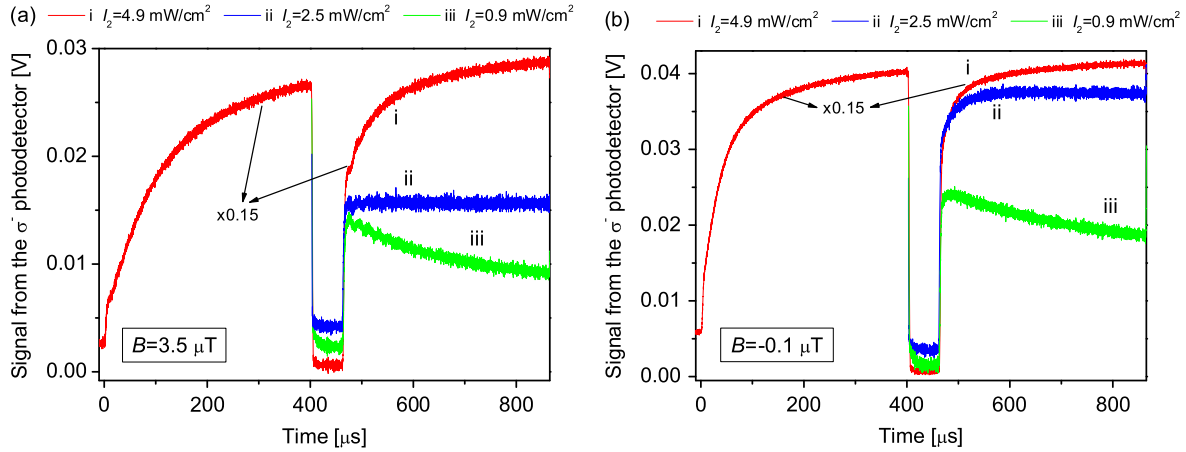 (a)
i I₂=4.9 mW/cm² ii I₂=2.5 mW/cm² iii I₂=0.9 mW/cm²
Signal from the σ⁻ photodetector [V]
0.03
0.02
0.01
0.00
i
ii
iii
x0.15
B=3.5 µT
0 200 400 600 800
Time [µs]
(b)
i I₂=4.9 mW/cm² ii I₂=2.5 mW/cm² iii I₂=0.9 mW/cm²
Signal from the σ⁻ photodetector [V]
0.04
0.03
0.02
0.01
0.00
i
x0.15
ii
iii
B=-0.1 µT
0 200 400 600 800
Time [µs]